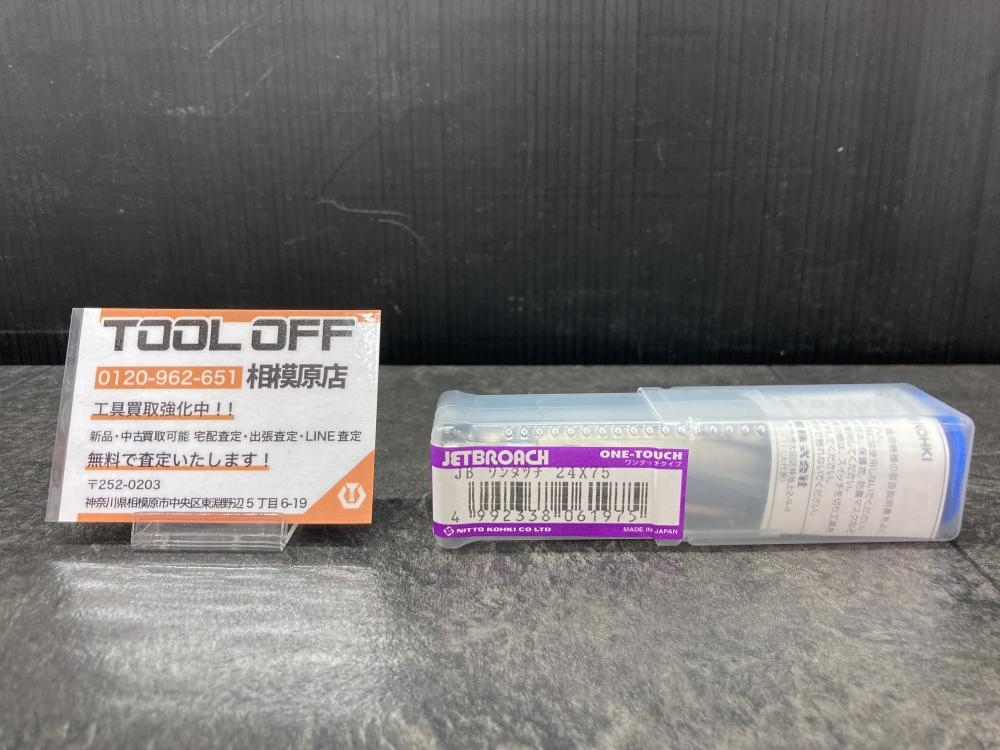 TOOL OFF
0120-962-651 相模原店
工具買取強化中!!
新品・中古買取可能 宅配査定・出張査定・LINE査定
無料で査定いたします!
〒252-0203
神奈川県相模原市中央区東淵野辺5丁目6-19
JETBROACH ONE-TOUCH
ワンタッチタイプ
JB ワンタッチ 24X75
4 992338 061975
NITTO KOHKI CO LTD MADE IN JAPAN
KOHKI